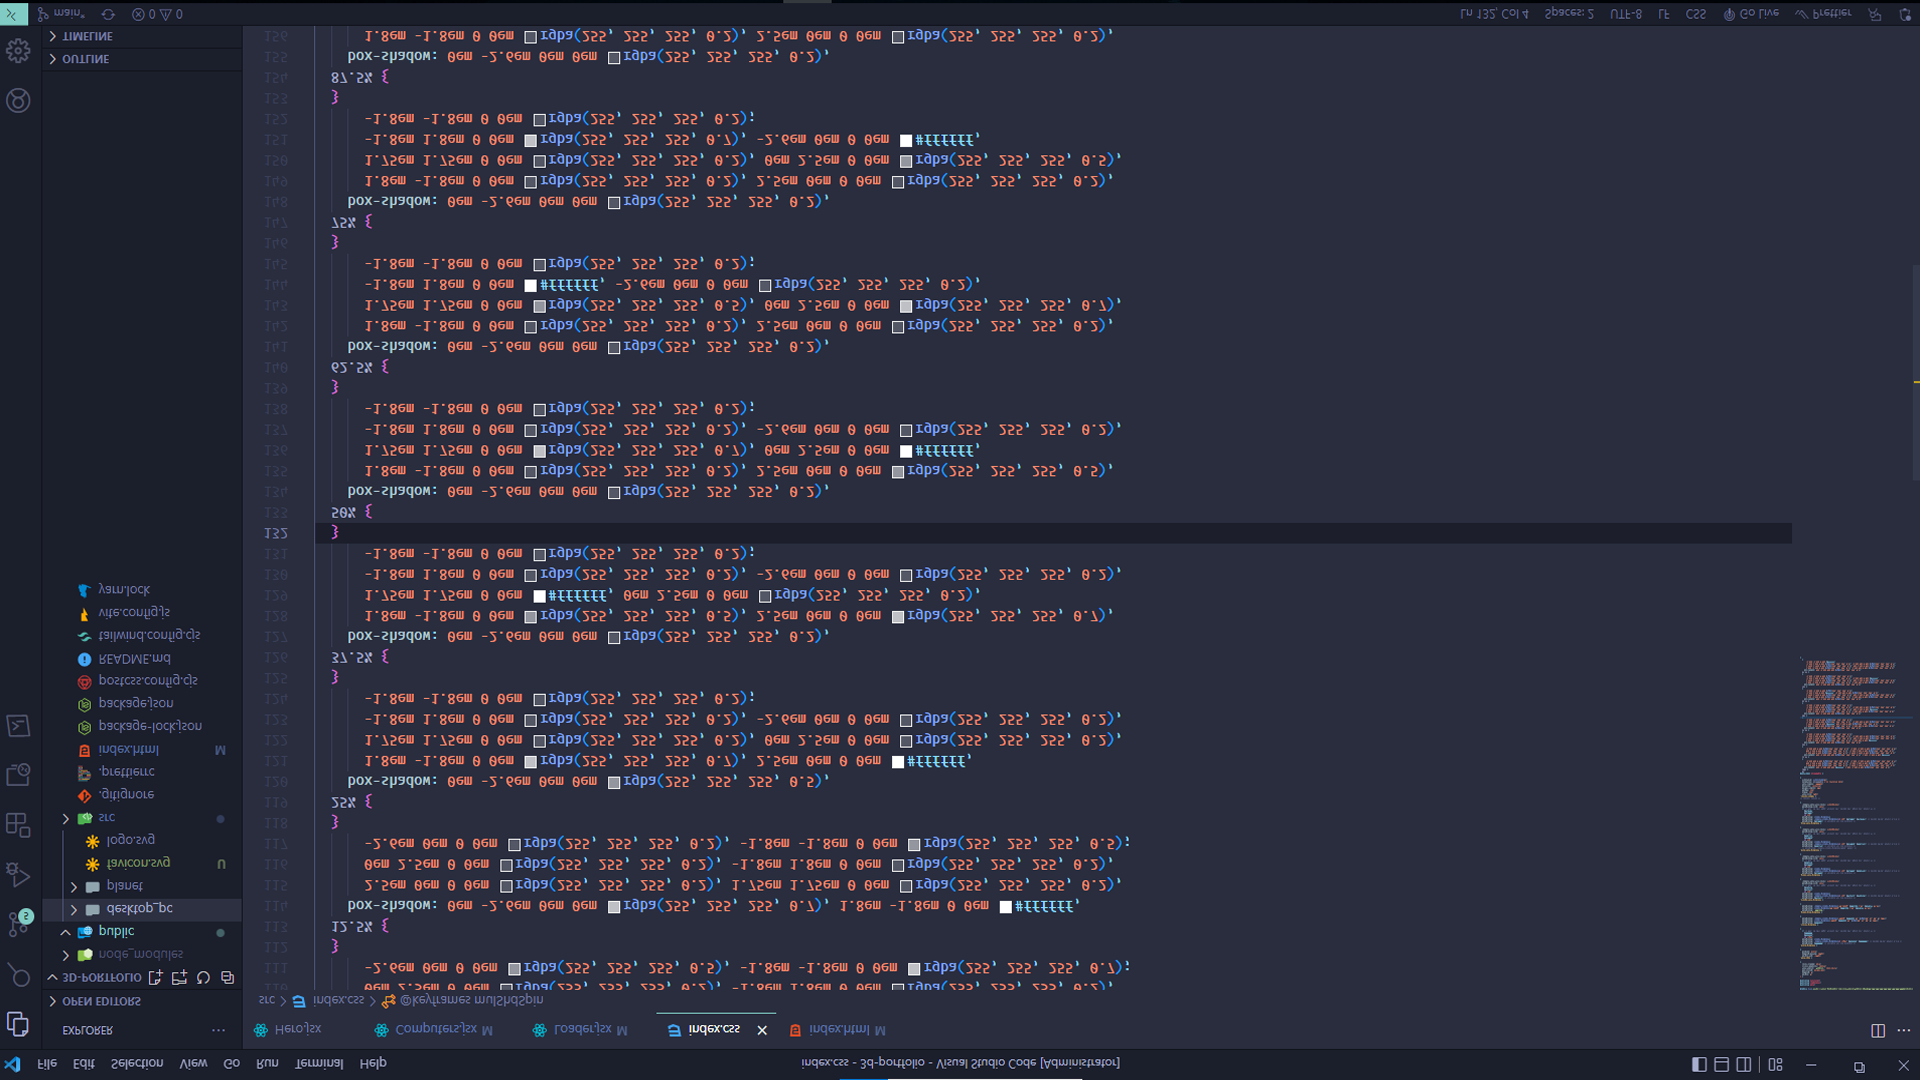 File Edit Selection View Go Run Terminal Help
index.css - 3d-portfolio - Visual Studio Code [Administrator]
EXPLORER ...
OPEN EDITORS
3D-PORTFOLIO
node_modules
public
desktop_pc
planet
favicon.svg U
logo.svg
src
.gitignore
.prettierrc
index.html M
package-lock.json
package.json
postcss.config.cjs
README.md
tailwind.config.cjs
vite.config.js
yarn.lock
OUTLINE
TIMELINE
5
Hero.jsx
Computers.jsx M
Loader.jsx M
index.css
index.html M
src > index.css > @keyframes mulShdSpin
111 -2.6em 0em 0 0em rgba(255, 255, 255, 0.5), -1.8em -1.8em 0 0em rgba(255, 255, 255, 0.7);
112 }
113 12.5% {
114 box-shadow: 0em -2.6em 0em 0em rgba(255, 255, 255, 0.7), 1.8em -1.8em 0 0em #ffffff,
115 2.5em 0em 0 0em rgba(255, 255, 255, 0.2), 1.75em 1.75em 0 0em rgba(255, 255, 255, 0.2),
116 0em 2.5em 0 0em rgba(255, 255, 255, 0.2), -1.8em 1.8em 0 0em rgba(255, 255, 255, 0.2),
117 -2.6em 0em 0 0em rgba(255, 255, 255, 0.2), -1.8em -1.8em 0 0em rgba(255, 255, 255, 0.5);
118 }
119 25% {
120 box-shadow: 0em -2.6em 0em 0em rgba(255, 255, 255, 0.5),
121 1.8em -1.8em 0 0em rgba(255, 255, 255, 0.7), 2.5em 0em 0 0em #ffffff,
122 1.75em 1.75em 0 0em rgba(255, 255, 255, 0.2), 0em 2.5em 0 0em rgba(255, 255, 255, 0.2),
123 -1.8em 1.8em 0 0em rgba(255, 255, 255, 0.2), -2.6em 0em 0 0em rgba(255, 255, 255, 0.2),
124 -1.8em -1.8em 0 0em rgba(255, 255, 255, 0.2);
125 }
126 37.5% {
127 box-shadow: 0em -2.6em 0em 0em rgba(255, 255, 255, 0.2),
128 1.8em -1.8em 0 0em rgba(255, 255, 255, 0.5), 2.5em 0em 0 0em rgba(255, 255, 255, 0.7),
129 1.75em 1.75em 0 0em #ffffff, 0em 2.5em 0 0em rgba(255, 255, 255, 0.2),
130 -1.8em 1.8em 0 0em rgba(255, 255, 255, 0.2), -2.6em 0em 0 0em rgba(255, 255, 255, 0.2),
131 -1.8em -1.8em 0 0em rgba(255, 255, 255, 0.2);
132 }
133 50% {
134 box-shadow: 0em -2.6em 0em 0em rgba(255, 255, 255, 0.2),
135 1.8em -1.8em 0 0em rgba(255, 255, 255, 0.2), 2.5em 0em 0 0em rgba(255, 255, 255, 0.5),
136 1.75em 1.75em 0 0em rgba(255, 255, 255, 0.7), 0em 2.5em 0 0em #ffffff,
137 -1.8em 1.8em 0 0em rgba(255, 255, 255, 0.2), -2.6em 0em 0 0em rgba(255, 255, 255, 0.2),
138 -1.8em -1.8em 0 0em rgba(255, 255, 255, 0.2);
139 }
140 62.5% {
141 box-shadow: 0em -2.6em 0em 0em rgba(255, 255, 255, 0.2),
142 1.8em -1.8em 0 0em rgba(255, 255, 255, 0.2), 2.5em 0em 0 0em rgba(255, 255, 255, 0.2),
143 1.75em 1.75em 0 0em rgba(255, 255, 255, 0.5), 0em 2.5em 0 0em rgba(255, 255, 255, 0.7),
144 -1.8em 1.8em 0 0em #ffffff, -2.6em 0em 0 0em rgba(255, 255, 255, 0.2),
145 -1.8em -1.8em 0 0em rgba(255, 255, 255, 0.2);
146 }
147 75% {
148 box-shadow: 0em -2.6em 0em 0em rgba(255, 255, 255, 0.2),
149 1.8em -1.8em 0 0em rgba(255, 255, 255, 0.2), 2.5em 0em 0 0em rgba(255, 255, 255, 0.2),
150 1.75em 1.75em 0 0em rgba(255, 255, 255, 0.2), 0em 2.5em 0 0em rgba(255, 255, 255, 0.5),
151 -1.8em 1.8em 0 0em rgba(255, 255, 255, 0.7), -2.6em 0em 0 0em #ffffff,
152 -1.8em -1.8em 0 0em rgba(255, 255, 255, 0.2);
153 }
154 87.5% {
155 box-shadow: 0em -2.6em 0em 0em rgba(255, 255, 255, 0.2),
156 1.8em -1.8em 0 0em rgba(255, 255, 255, 0.2), 2.5em 0em 0 0em rgba(255, 255, 255, 0.2),
main* 0 0
Ln 132, Col 4 Spaces: 2 UTF-8 LF CSS Go Live Prettier